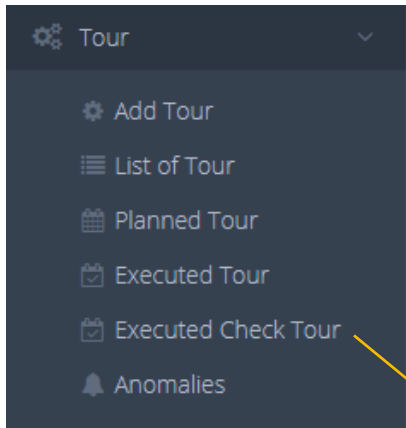 Tour
Add Tour
List of Tour
Planned Tour
Executed Tour
Executed Check Tour
Anomalies